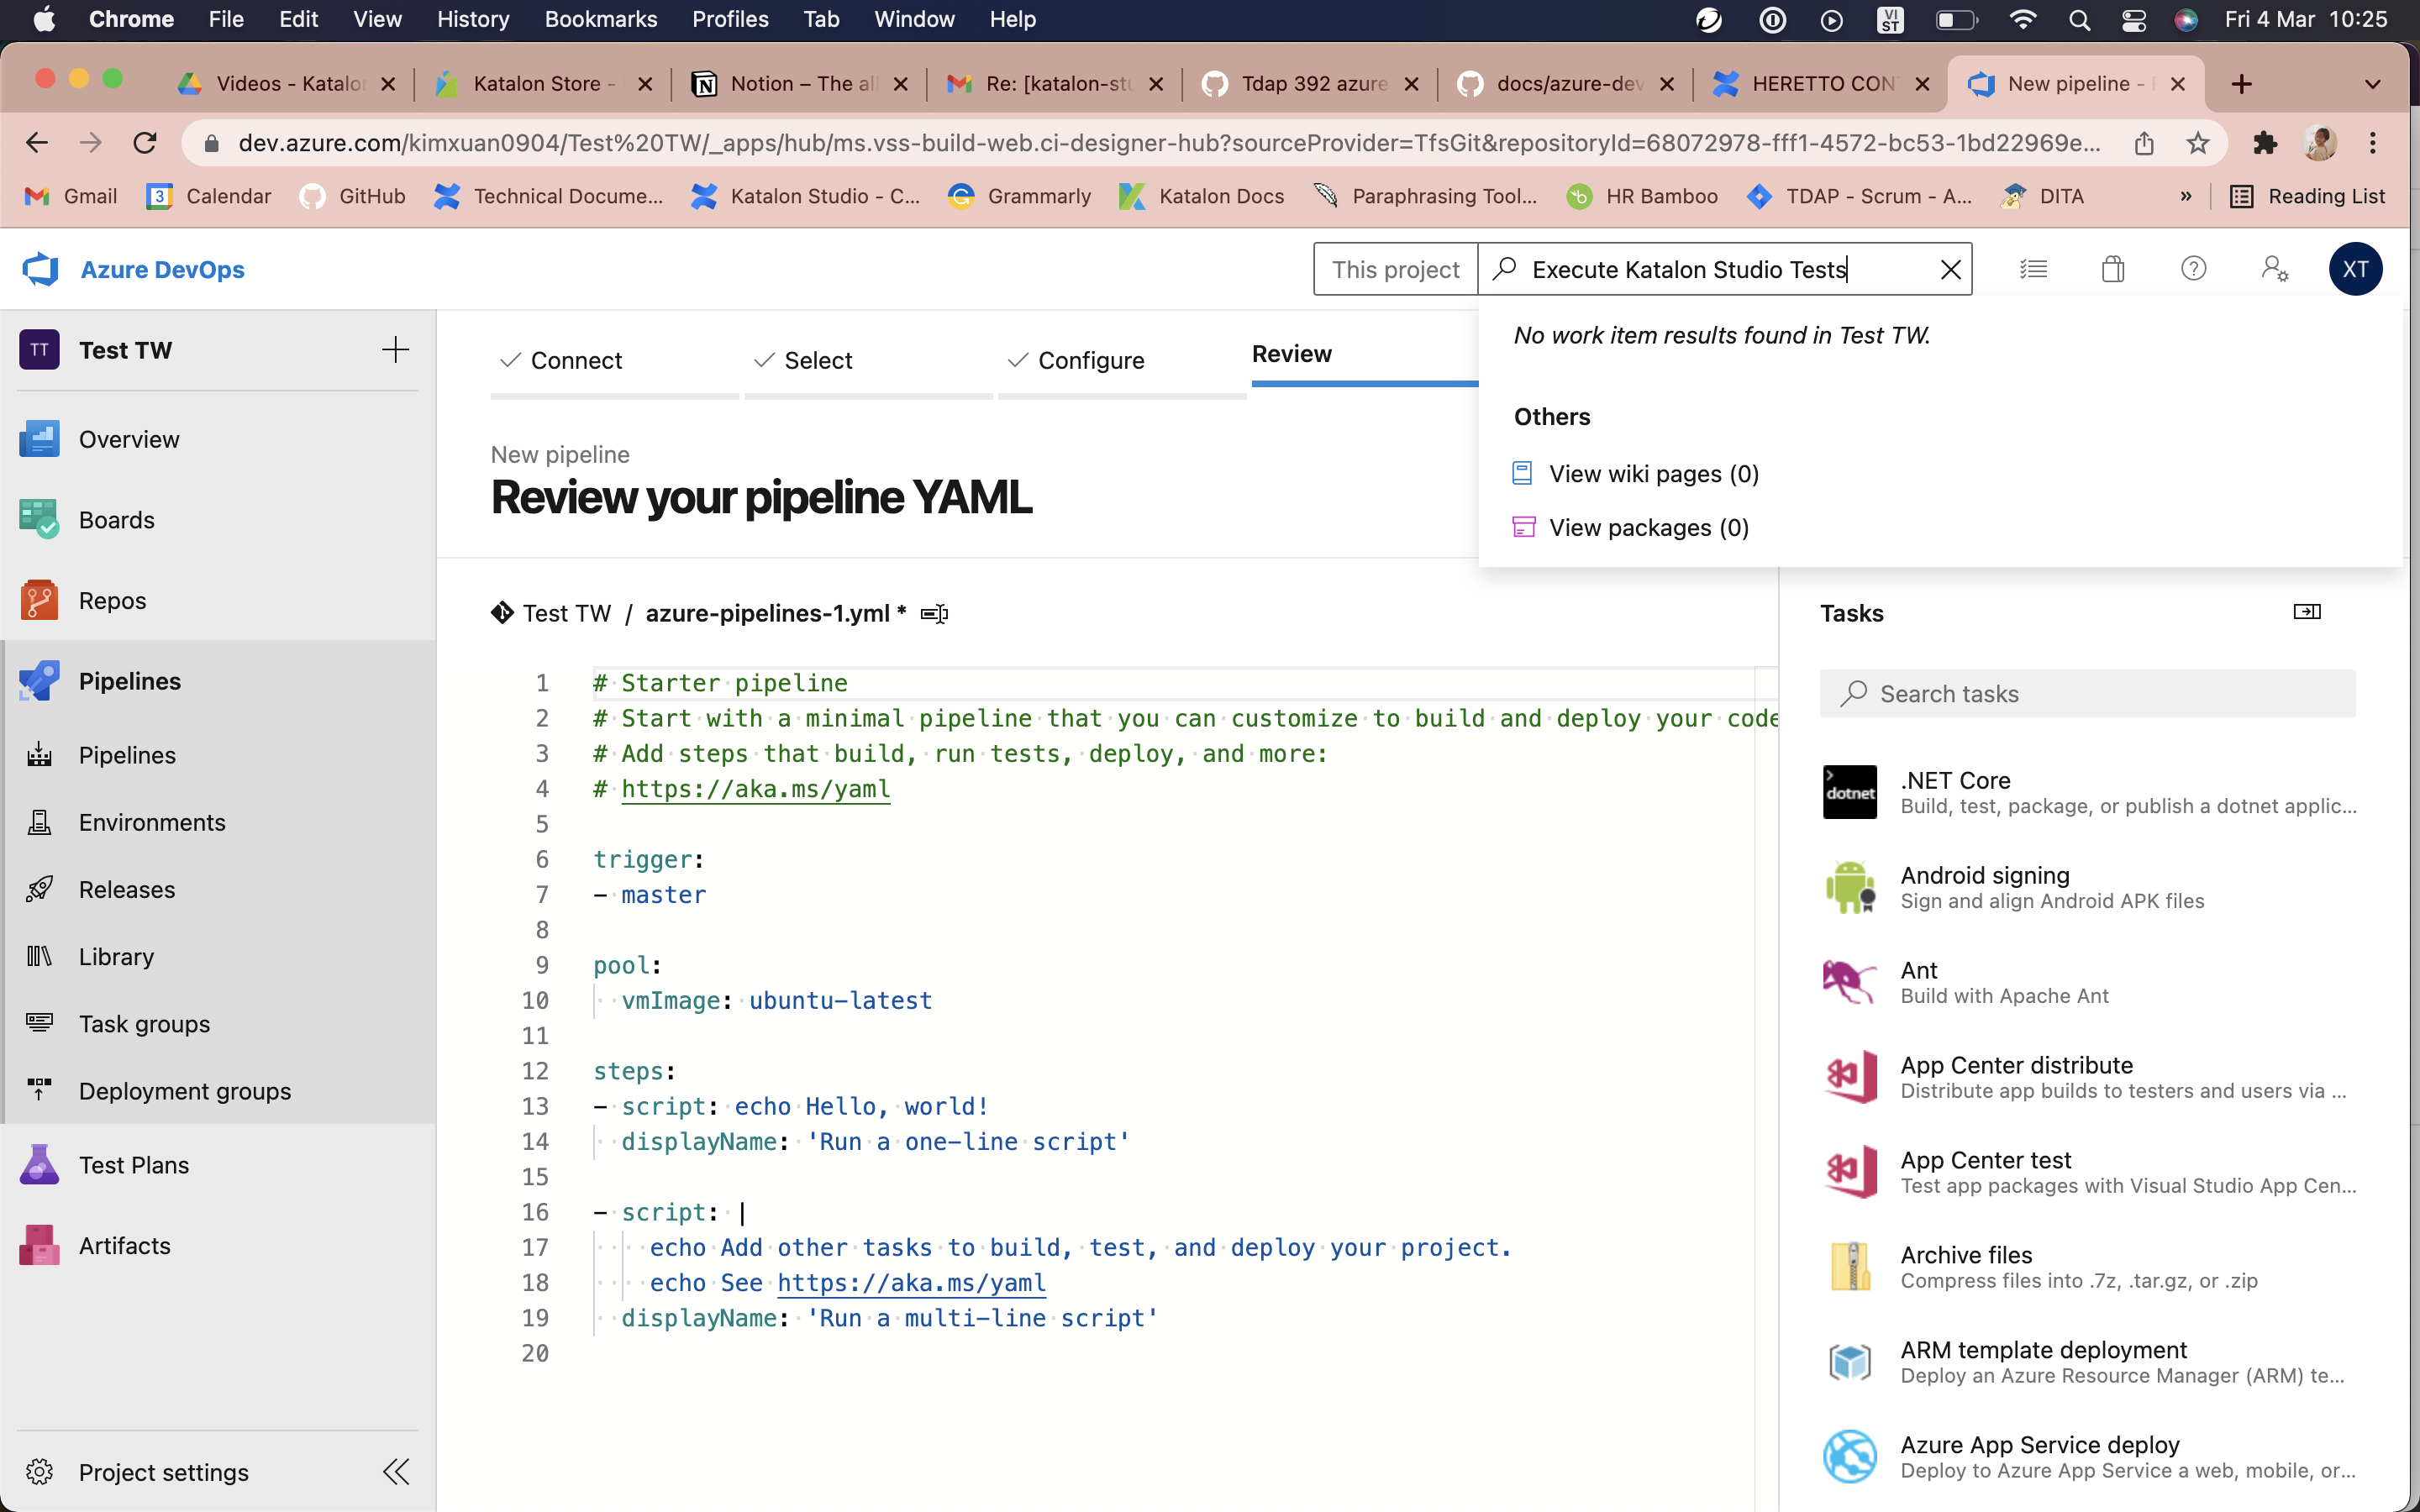 Chrome File Edit View History Bookmarks Profiles Tab Window Help VI ST Fri 4 Mar 10:25
Videos - Katalon Katalon Store - Notion – The all Re: [katalon-stu Tdap 392 azure docs/azure-dev HERETTO CON New pipeline -
dev.azure.com/kimxuan0904/Test%20TW/_apps/hub/ms.vss-build-web.ci-designer-hub?sourceProvider=TfsGit&repositoryId=68072978-fff1-4572-bc53-1bd22969e...
Gmail 3 Calendar GitHub Technical Docume... Katalon Studio - C... Grammarly Katalon Docs Paraphrasing Tool... HR Bamboo TDAP - Scrum - A... DITA » Reading List
Azure DevOps This project Execute Katalon Studio Tests XT
TT Test TW
Overview
Boards
Repos
Pipelines
Pipelines
Environments
Releases
Library
Task groups
Deployment groups
Test Plans
Artifacts
Project settings
Connect Select Configure Review
No work item results found in Test TW.
Others
View wiki pages (0)
View packages (0)
New pipeline
Review your pipeline YAML
Test TW / azure-pipelines-1.yml *
1 # Starter pipeline
2 # Start with a minimal pipeline that you can customize to build and deploy your code
3 # Add steps that build, run tests, deploy, and more:
4 # https://aka.ms/yaml
5
6 trigger:
7 - master
8
9 pool:
10 vmImage: ubuntu-latest
11
12 steps:
13 - script: echo Hello, world!
14 displayName: 'Run a one-line script'
15
16 - script: |
17 echo Add other tasks to build, test, and deploy your project.
18 echo See https://aka.ms/yaml
19 displayName: 'Run a multi-line script'
20
Tasks
Search tasks
dotnet
.NET Core
Build, test, package, or publish a dotnet applic...
Android signing
Sign and align Android APK files
Ant
Build with Apache Ant
App Center distribute
Distribute app builds to testers and users via ...
App Center test
Test app packages with Visual Studio App Cen...
Archive files
Compress files into .7z, .tar.gz, or .zip
ARM template deployment
Deploy an Azure Resource Manager (ARM) te...
Azure App Service deploy
Deploy to Azure App Service a web, mobile, or...